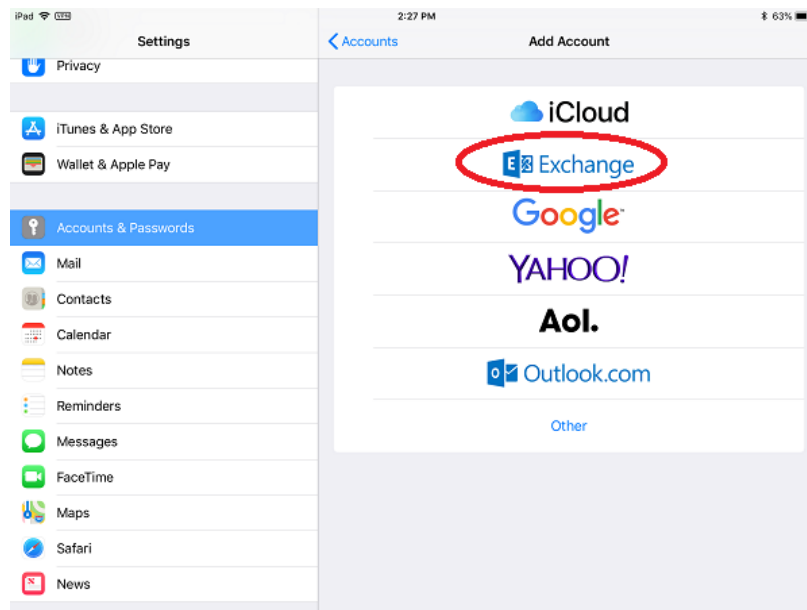 iPad VPN 2:27 PM 63%
Settings
Accounts Add Account
Privacy
iTunes & App Store
Wallet & Apple Pay
Accounts & Passwords
Mail
Contacts
Calendar
Notes
Reminders
Messages
FaceTime
Maps
Safari
News
iCloud
E Exchange
Google
YAHOO!
Aol.
o Outlook.com
Other